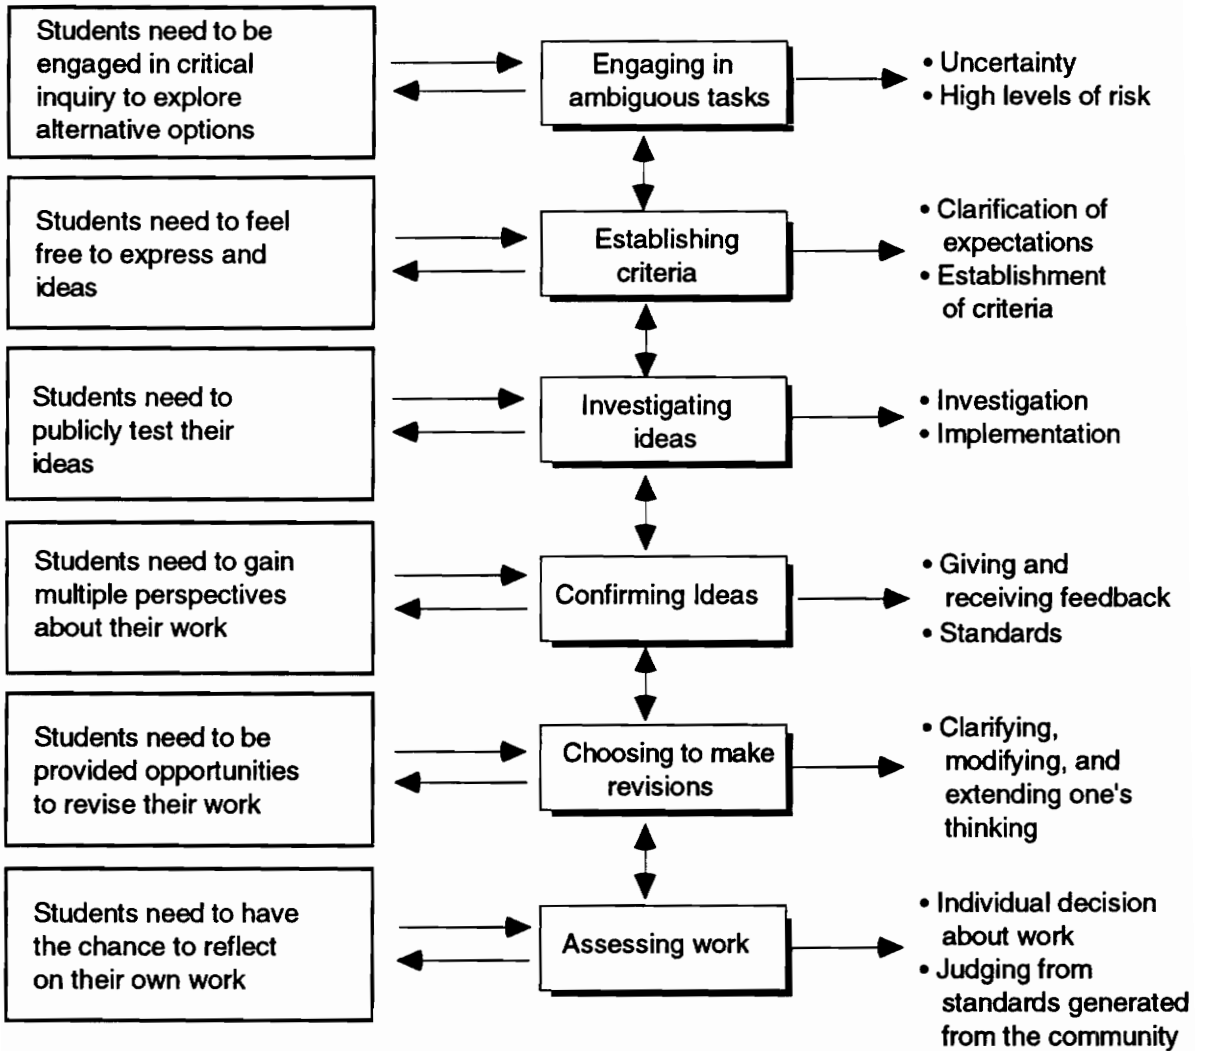 Students need to be
engaged in critical
inquiry to explore
alternative options
Engaging in
ambiguous tasks
• Uncertainty
• High levels of risk
Students need to feel
free to express and
ideas
Establishing
criteria
• Clarification of
expectations
• Establishment
of criteria
Students need to
publicly test their
ideas
Investigating
ideas
• Investigation
• Implementation
Students need to gain
multiple perspectives
about their work
Confirming Ideas
• Giving and
receiving feedback
• Standards
Students need to be
provided opportunities
to revise their work
Choosing to make
revisions
• Clarifying,
modifying, and
extending one's
thinking
Students need to have
the chance to reflect
on their own work
Assessing work
• Individual decision
about work
• Judging from
standards generated
from the community